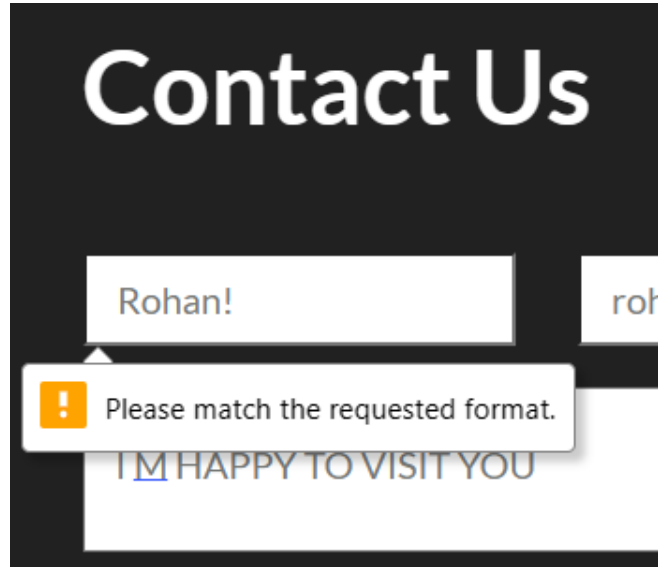 Contact Us
Rohan! roh
Please match the requested format.
I M HAPPY TO VISIT YOU